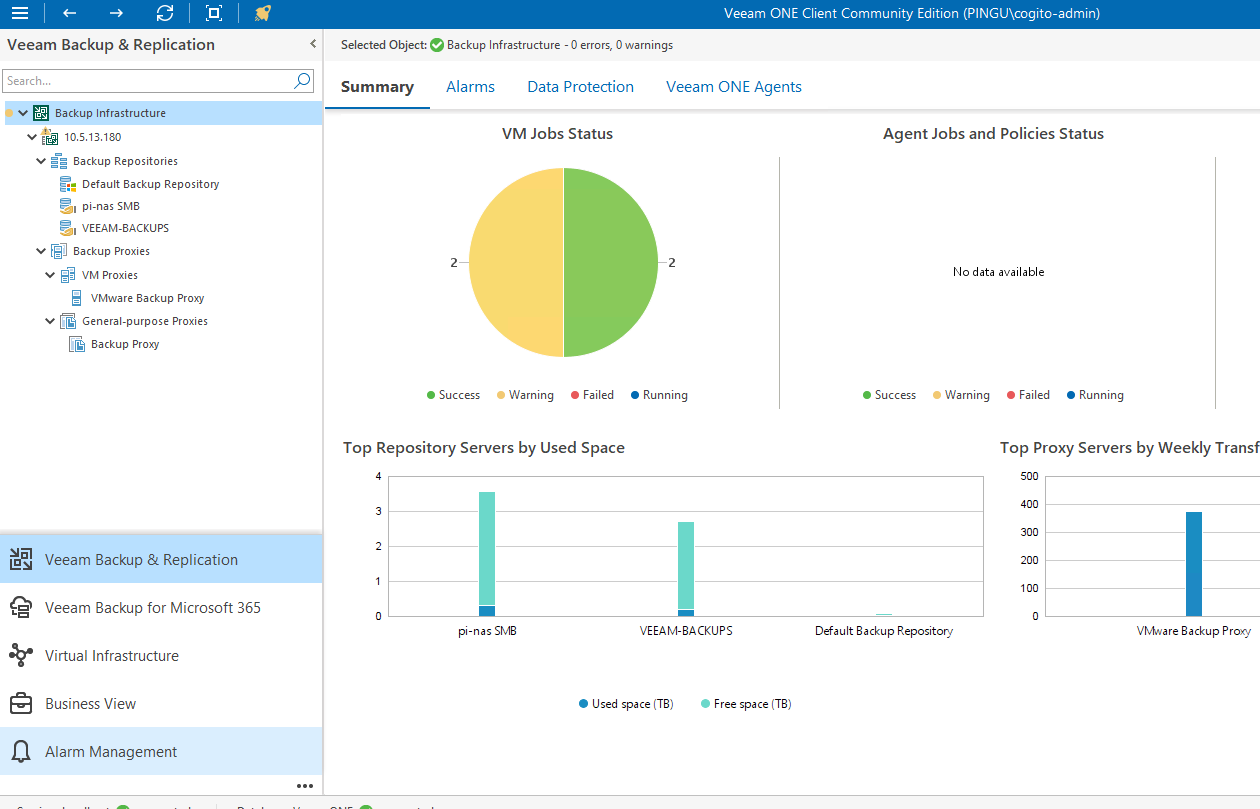 Veeam ONE Client Community Edition (PINGU\cogito-admin)
Veeam Backup & Replication
Search...
Backup Infrastructure
10.5.13.180
Backup Repositories
Default Backup Repository
pi-nas SMB
VEEAM-BACKUPS
Backup Proxies
VM Proxies
VMware Backup Proxy
General-purpose Proxies
Backup Proxy
Veeam Backup & Replication
Veeam Backup for Microsoft 365
Virtual Infrastructure
Business View
Alarm Management
Selected Object: Backup Infrastructure - 0 errors, 0 warnings
Summary Alarms Data Protection Veeam ONE Agents
VM Jobs Status
2 2
Success Warning Failed Running
Agent Jobs and Policies Status
No data available
Success Warning Failed Running
Top Repository Servers by Used Space
4
3
2
1
0
pi-nas SMB VEEAM-BACKUPS Default Backup Repository
Used space (TB) Free space (TB)
Top Proxy Servers by Weekly Transf
500
400
300
200
100
0
VMware Backup Proxy